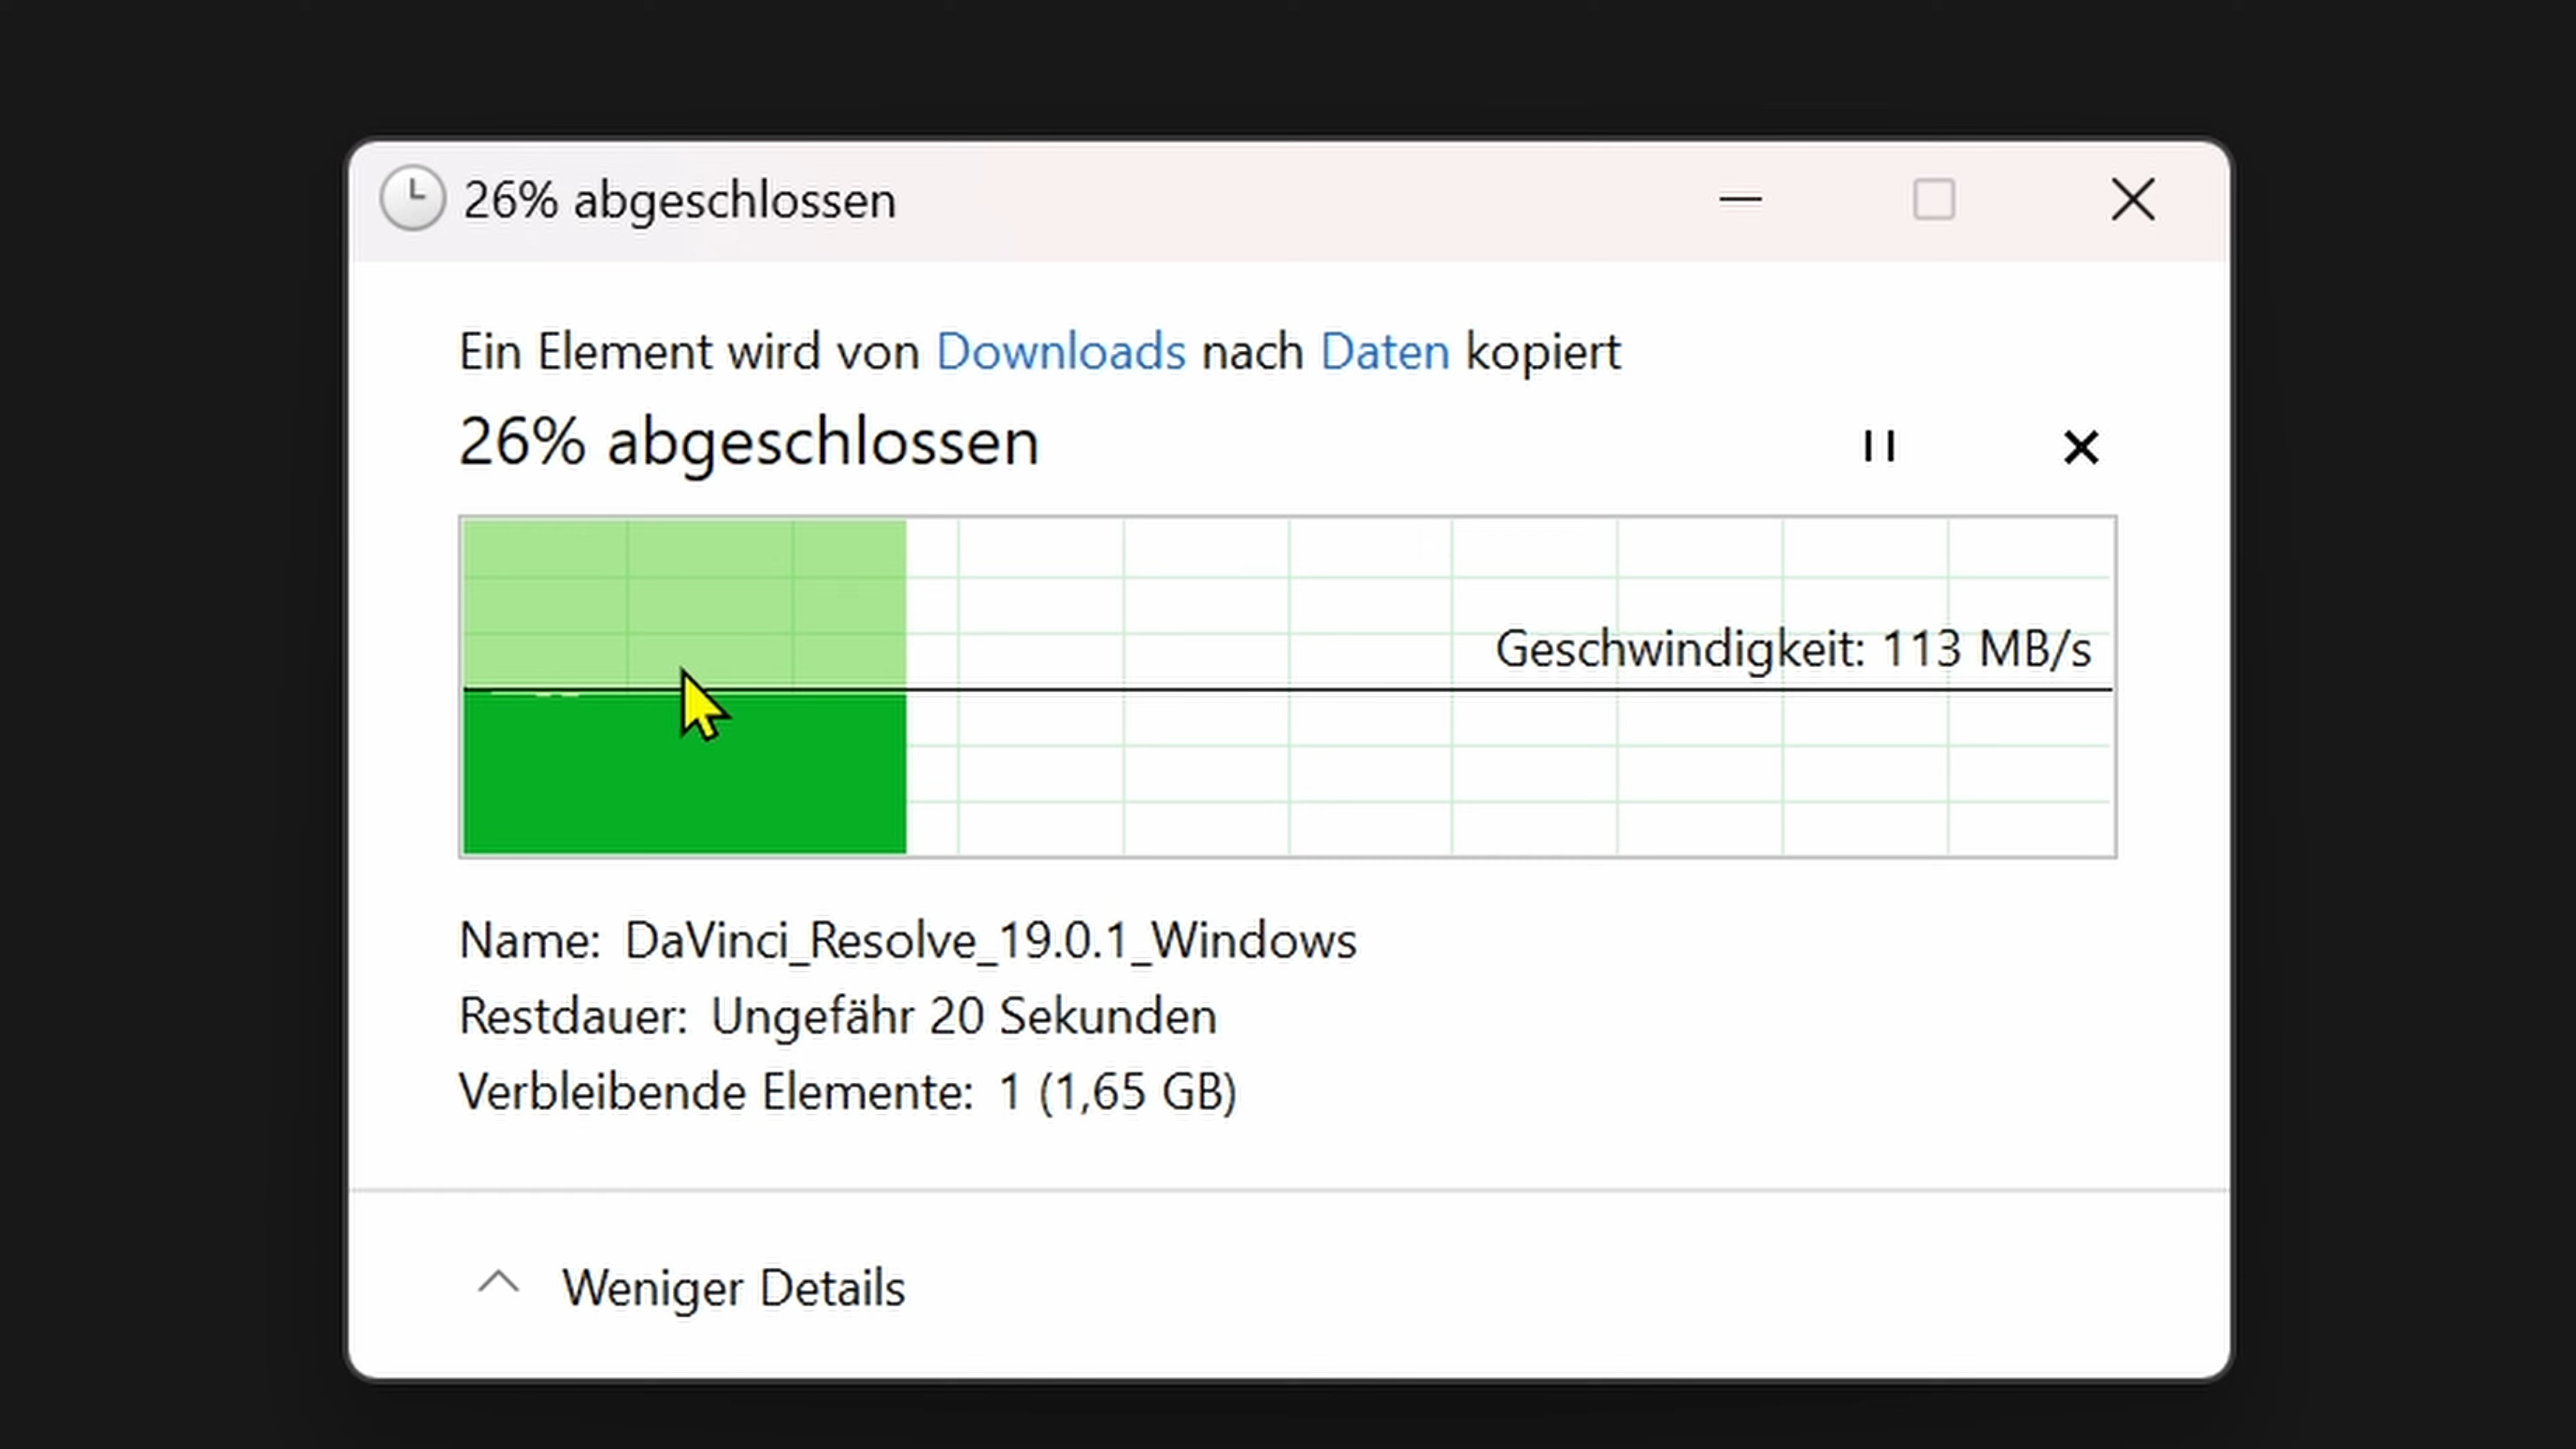 26% abgeschlossen
Ein Element wird von Downloads nach Daten kopiert
26% abgeschlossen
Geschwindigkeit: 113 MB/s
Name: DaVinci_Resolve_19.0.1_Windows
Restdauer: Ungefähr 20 Sekunden
Verbleibende Elemente: 1 (1,65 GB)
Weniger Details